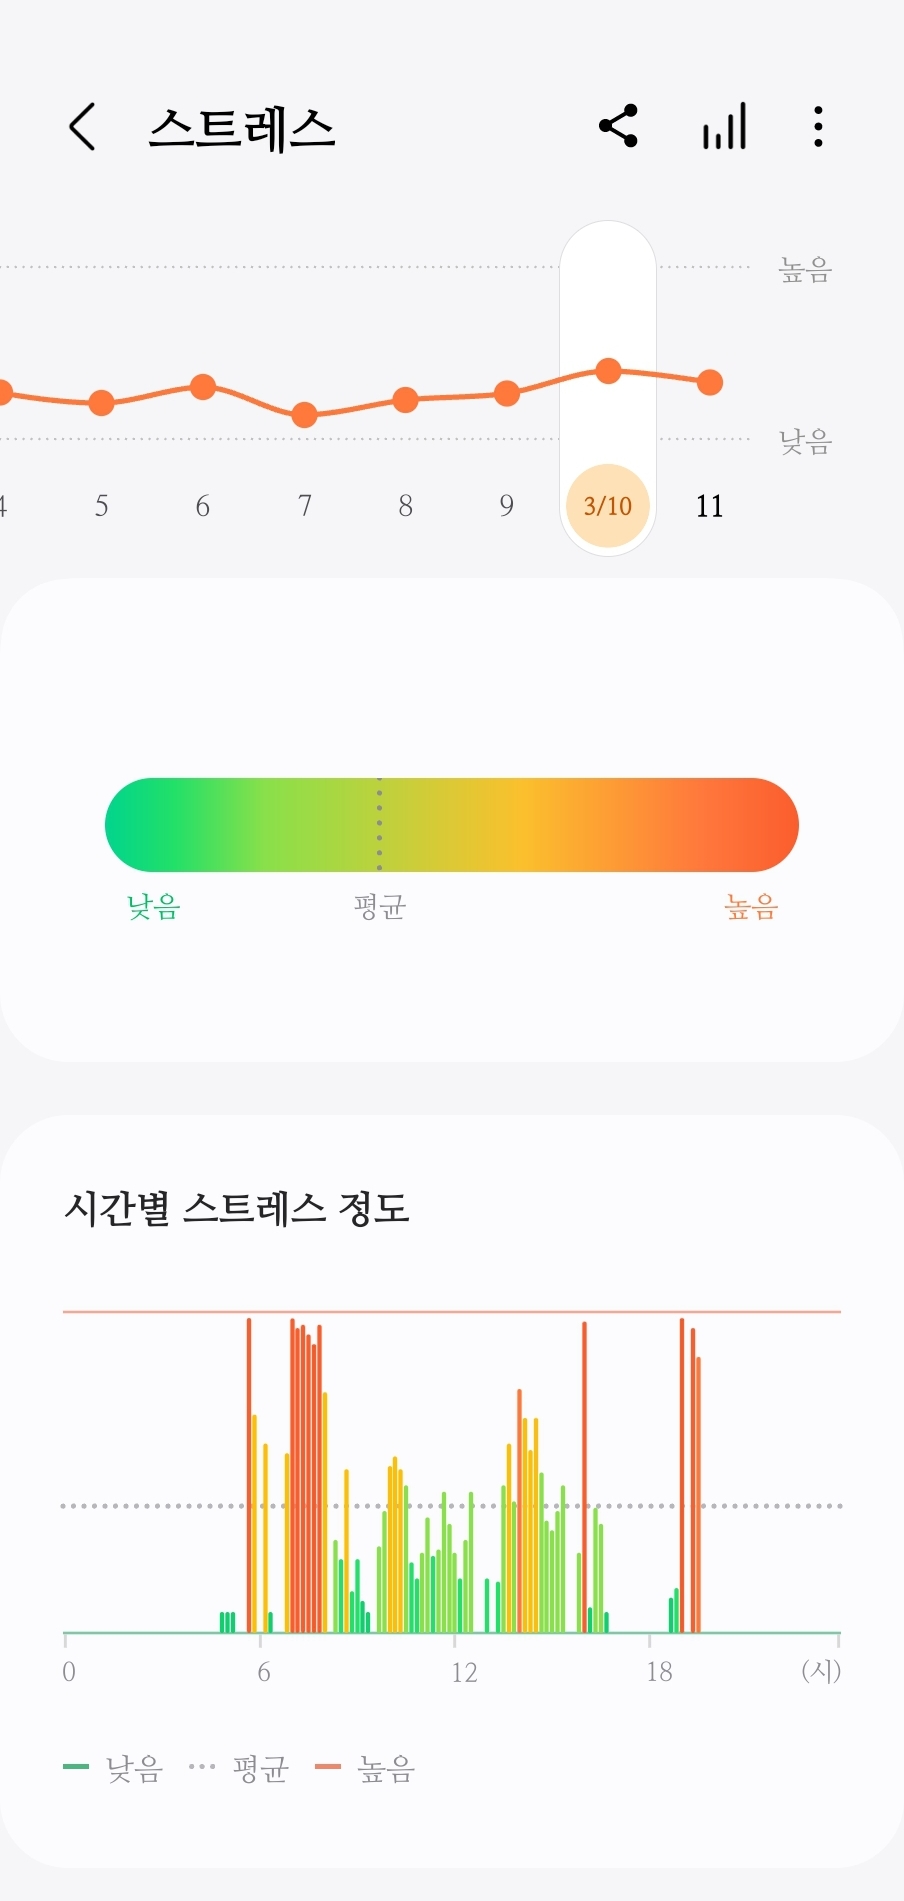 스트레스
높음
낮음
4 5 6 7 8 9 3/10 11
낮음 평균 높음
시간별 스트레스 정도
0 6 12 18 (시)
낮음 평균 높음